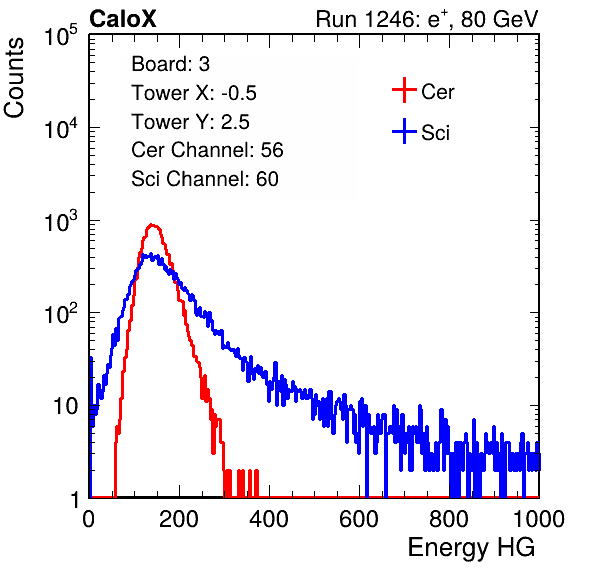 CaloX Run 1246: e⁺, 80 GeV
Counts
Board: 3
Tower X: -0.5
Tower Y: 2.5
Cer Channel: 56
Sci Channel: 60
Cer
Sci
10⁵
10⁴
10³
10²
10
1
0 200 400 600 800 1000
Energy HG